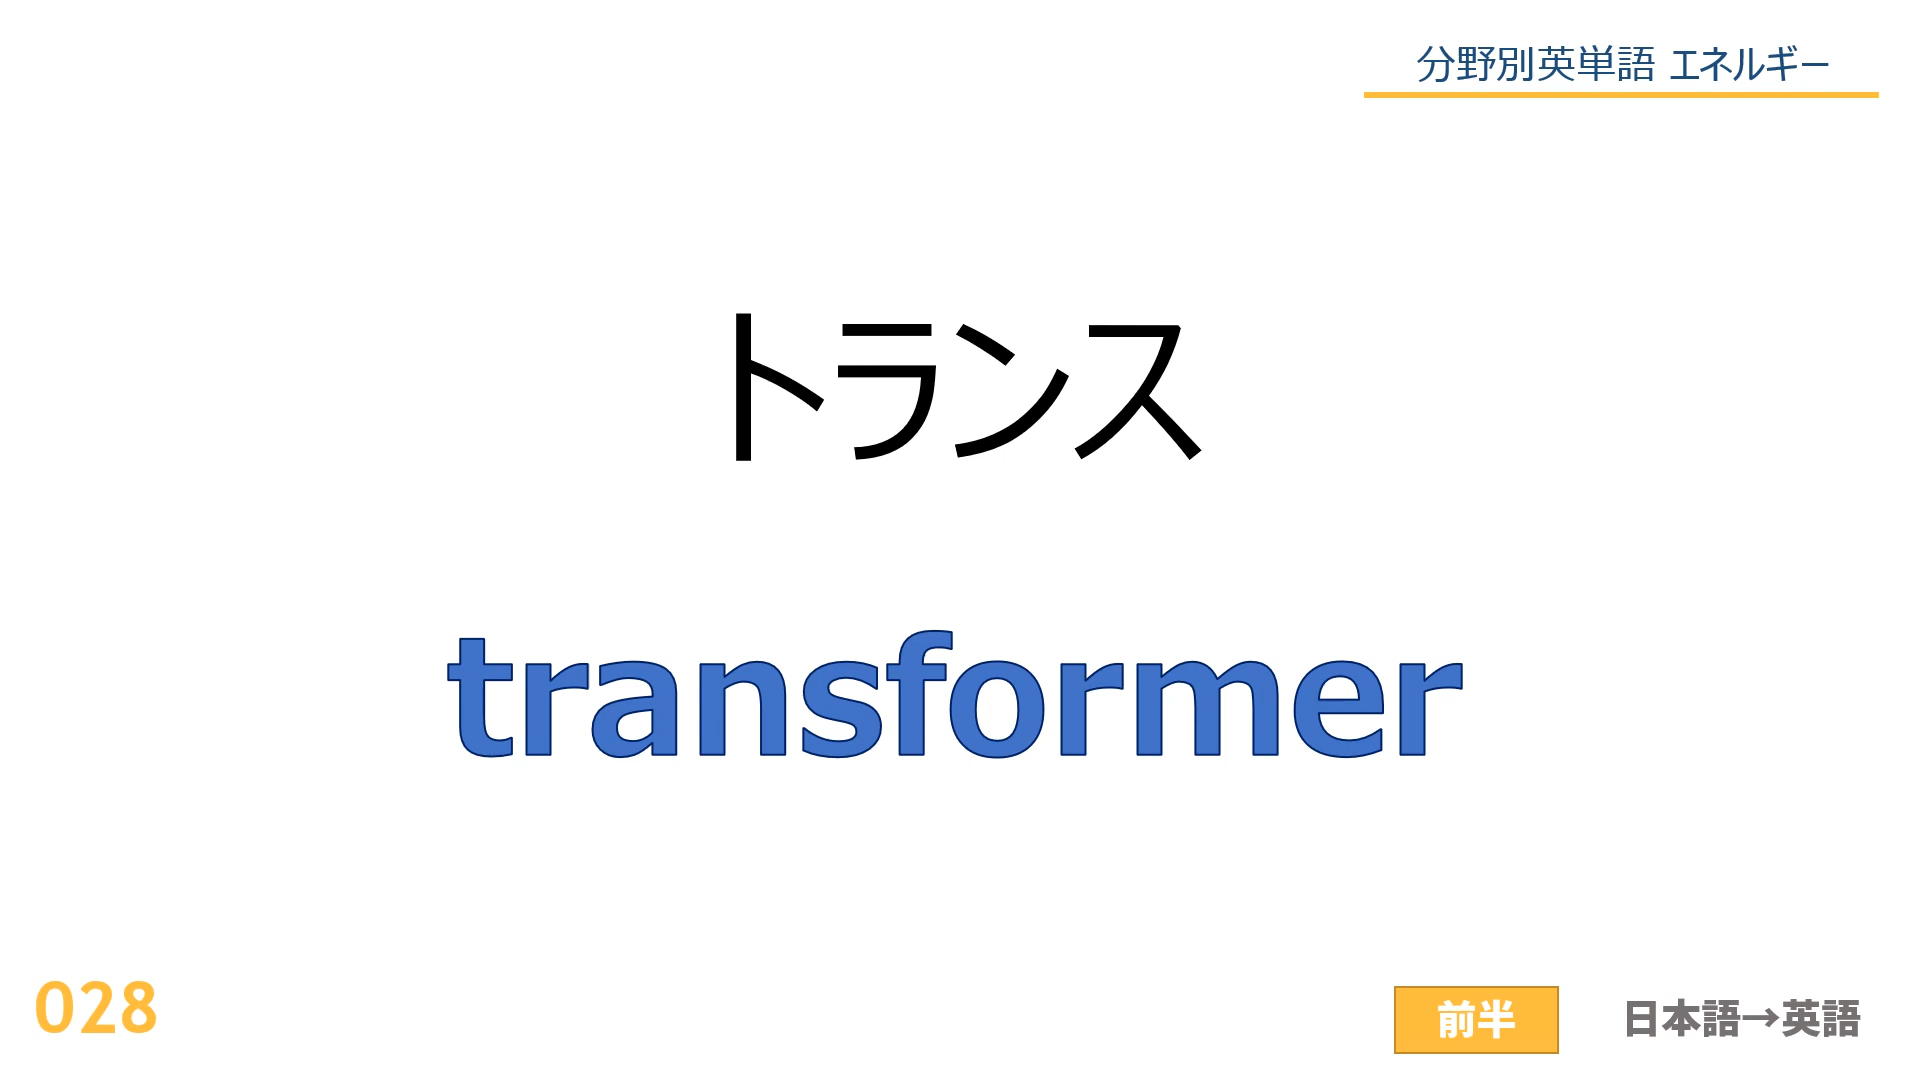 分野別英単語 エネルギー
トランス
transformer
028
前半
日本語→英語